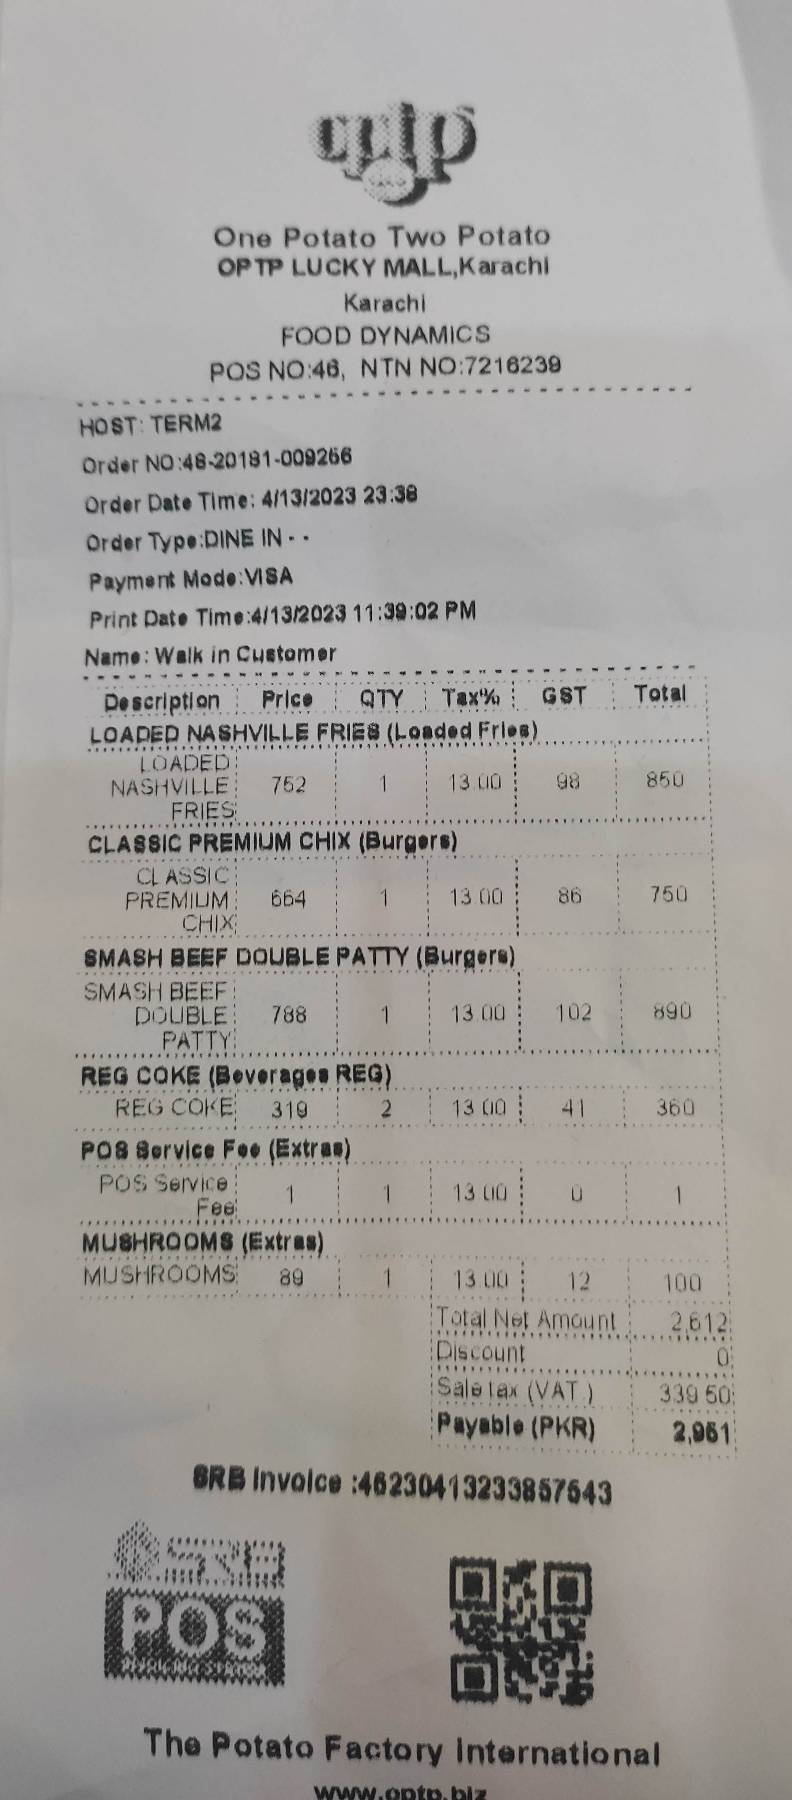 optp
One Potato Two Potato
OPTP LUCKY MALL,Karachi
Karachi
FOOD DYNAMICS
POS NO:46, NTN NO:7216239
HOST: TERM2
Order NO:48-20181-009266
Order Date Time: 4/13/2023 23:38
Order Type:DINE IN - -
Payment Mode:VISA
Print Date Time:4/13/2023 11:39:02 PM
Name: Walk in Customer
Description Price QTY Tax% GST Total
LOADED NASHVILLE FRIES (Loaded Fries)
LOADED
NASHVILLE 752 1 13.00 98 850
FRIES
CLASSIC PREMIUM CHIX (Burgers)
CLASSIC
PREMIUM 664 1 13.00 86 750
CHIX
SMASH BEEF DOUBLE PATTY (Burgers)
SMASH BEEF
DOUBLE 788 1 13.00 102 890
PATTY
REG COKE (Beverages REG)
REG COKE 319 2 13.00 41 360
POS Service Fee (Extras)
POS Service
Fee 1 1 13.00 0 1
MUSHROOMS (Extras)
MUSHROOMS 89 1 13.00 12 100
Total Net Amount 2,612
Discount 0
Sale tax (VAT ) 339.50
Payable (PKR) 2,951
SRB Invoice :46230413233857543
SRB
POS
The Potato Factory International
www.optp.biz